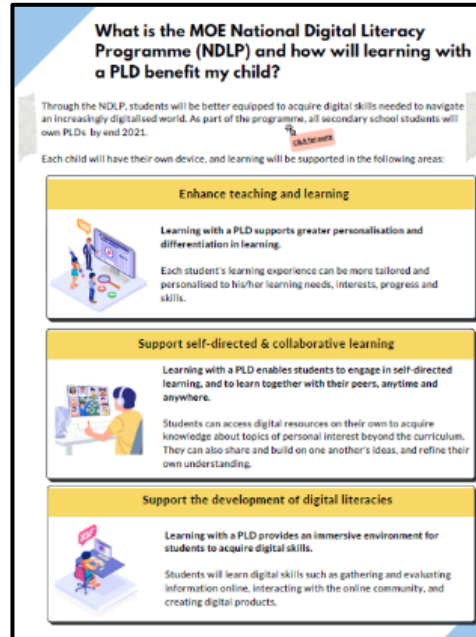 What is the MOE National Digital Literacy
Programme (NDLP) and how will learning with
a PLD benefit my child?
Through the NDLP, students will be better equipped to acquire digital skills needed to navigate
an increasingly digitalised world. As part of the programme, all secondary school students will
own PLDs by end 2021.
Each child will have their own device, and learning will be supported in the following areas:
Enhance teaching and learning
Learning with a PLD supports greater personalisation and
differentiation in learning.
Each student's learning experience can be more tailored and
personalised to his/her learning needs, interests, progress and
skills.
Support self-directed & collaborative learning
Learning with a PLD enables students to engage in self-directed
learning, and to learn together with their peers, anytime and
anywhere.
Students can access digital resources on their own to acquire
knowledge about topics of personal interest beyond the curriculum.
They can also share and build on one another's ideas, and refine their
own understanding.
Support the development of digital literacies
Learning with a PLD provides an immersive environment for
students to acquire digital skills.
Students will learn digital skills such as gathering and evaluating
information online, interacting with the online community, and
creating digital products.